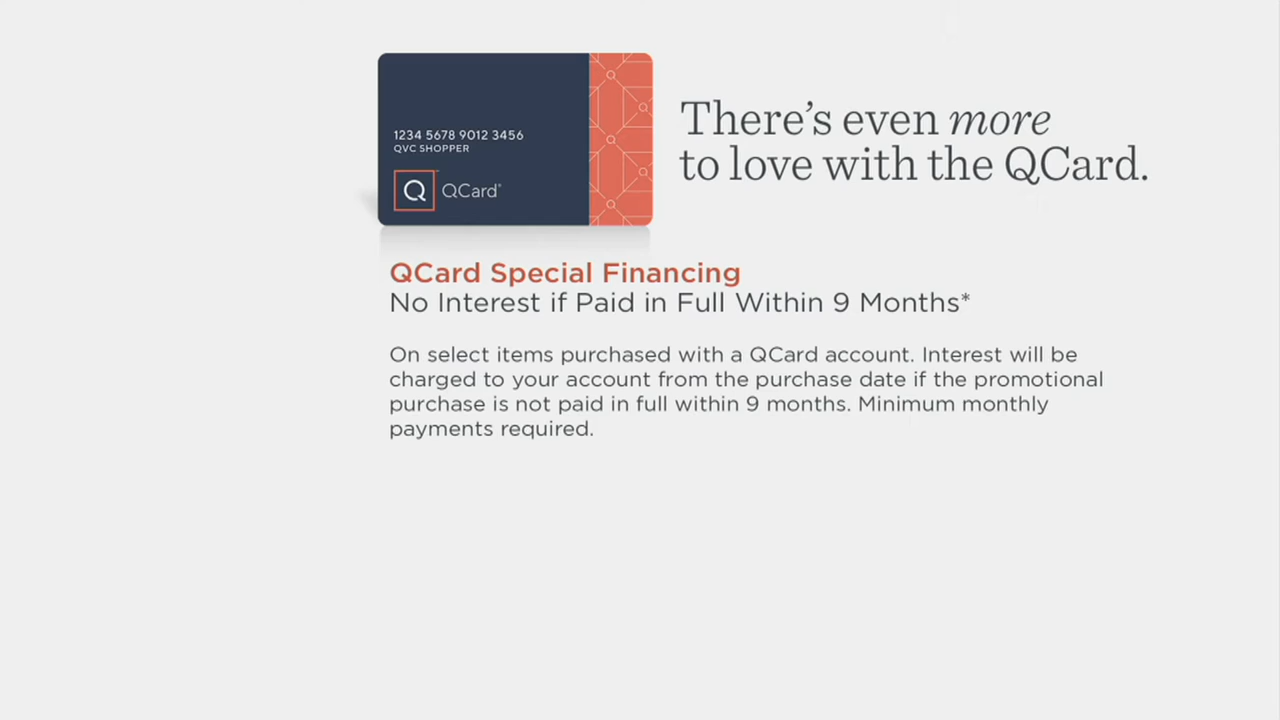 1234 5678 9012 3456
QVC SHOPPER
Q QCard®
There's even more
to love with the QCard.
QCard Special Financing
No Interest if Paid in Full Within 9 Months*
On select items purchased with a QCard account. Interest will be
charged to your account from the purchase date if the promotional
purchase is not paid in full within 9 months. Minimum monthly
payments required.